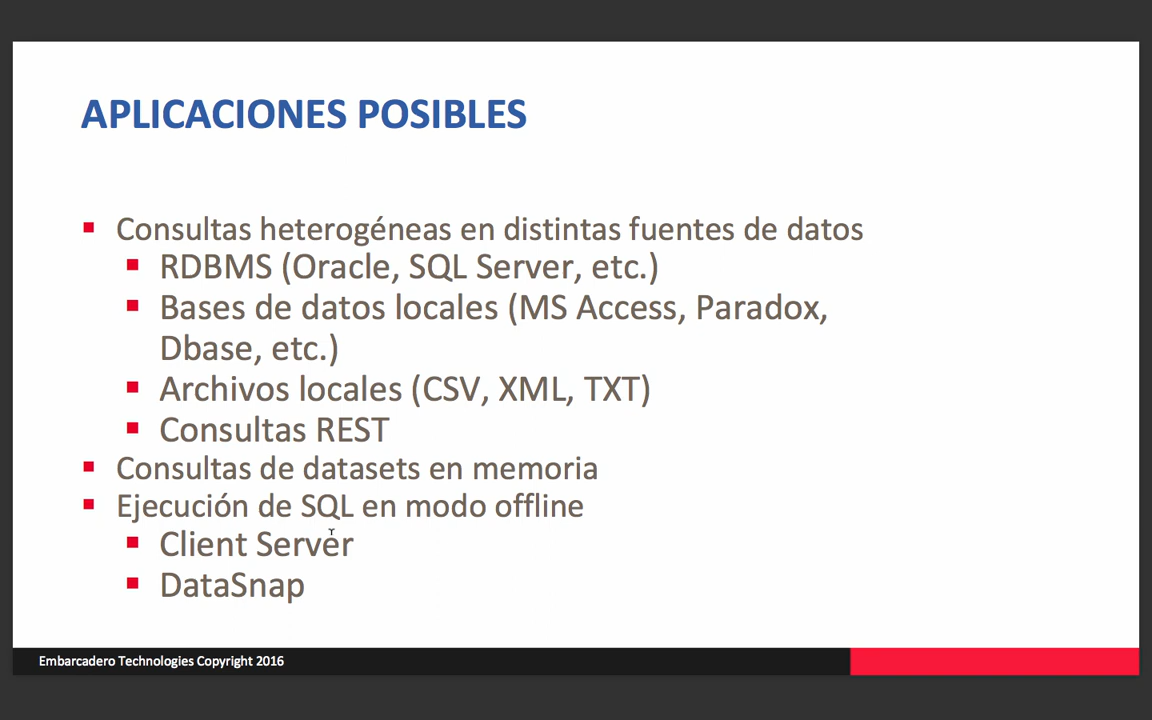 APLICACIONES POSIBLES
Consultas heterogéneas en distintas fuentes de datos
RDBMS (Oracle, SQL Server, etc.)
Bases de datos locales (MS Access, Paradox,
Dbase, etc.)
Archivos locales (CSV, XML, TXT)
Consultas REST
Consultas de datasets en memoria
Ejecución de SQL en modo offline
Client Server
DataSnap
Embarcadero Technologies Copyright 2016